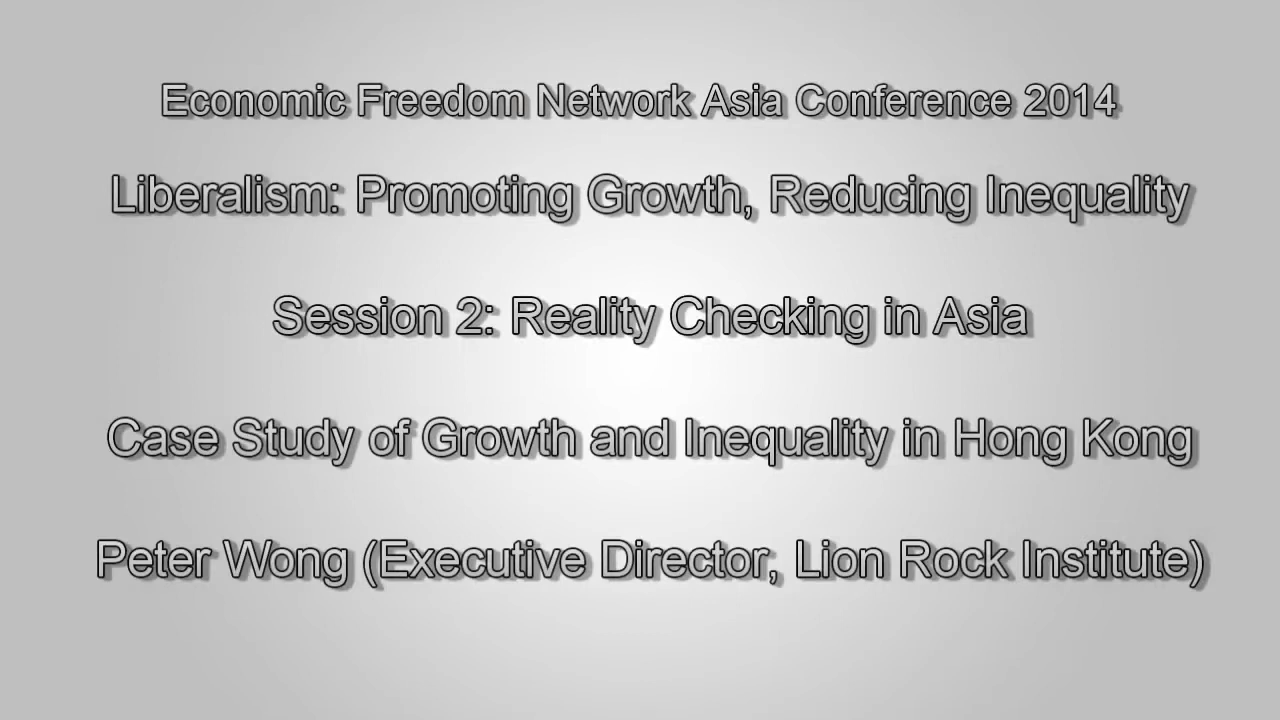 Economic Freedom Network Asia Conference 2014
Liberalism: Promoting Growth, Reducing Inequality
Session 2: Reality Checking in Asia
Case Study of Growth and Inequality in Hong Kong
Peter Wong (Executive Director, Lion Rock Institute)